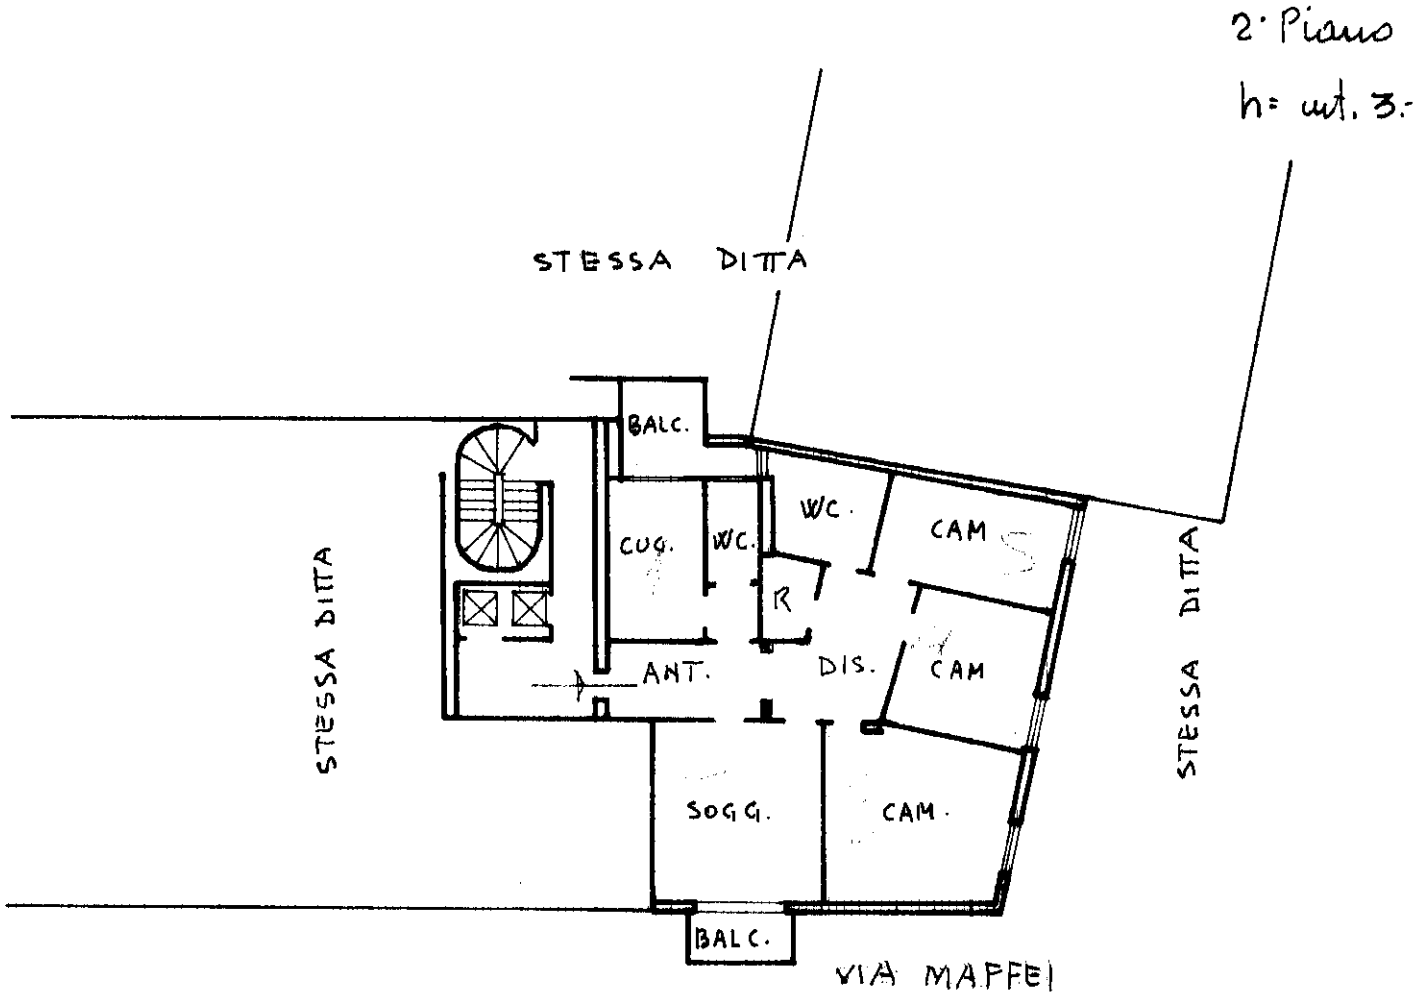 2° Piano
h= mt. 3.-
STESSA DITTA
BALC.
WC.
CAM
CUC.
WC.
R
STESSA DITTA
STESSA DITTA
ANT.
DIS.
CAM
SOGG.
CAM.
BALC.
VIA MAFFEI